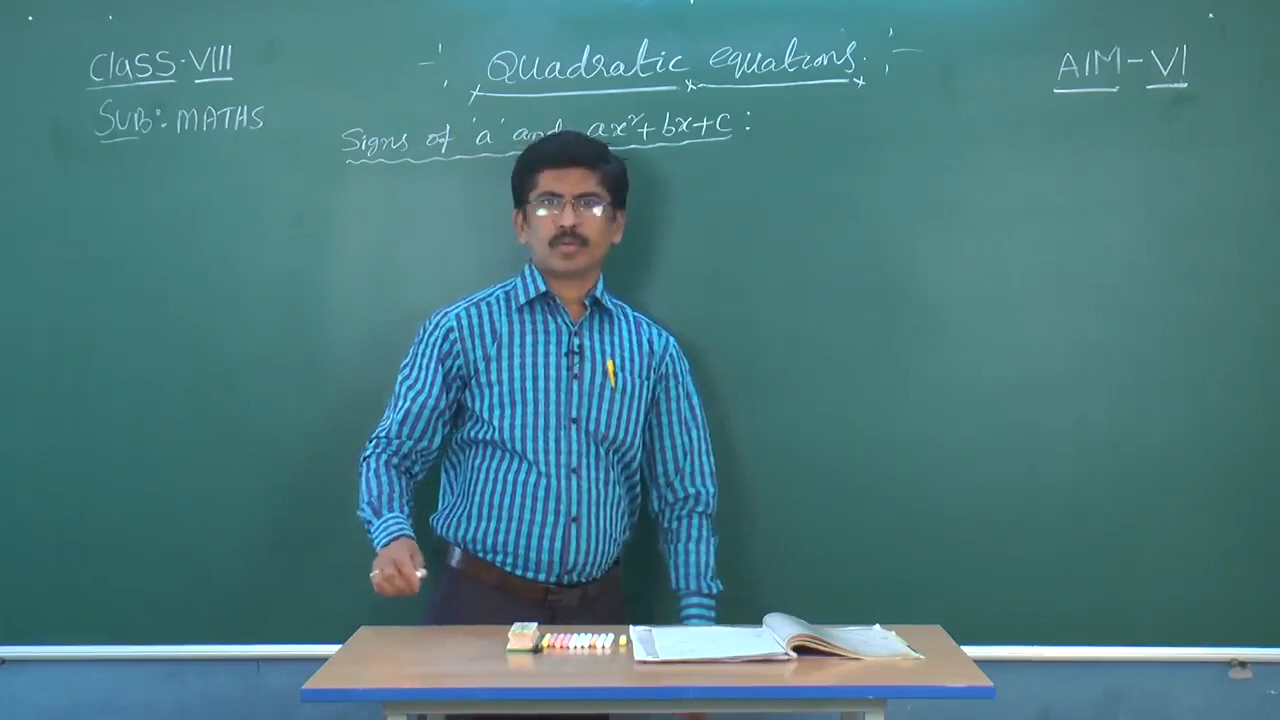 Class-VIII
-: Quadratic equations :-
AIM-VI
SUB: MATHS
Signs of 'a' and ax²+bx+c: